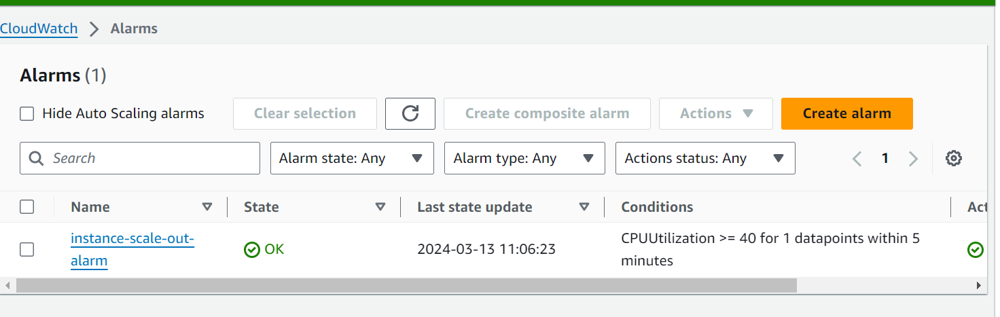 CloudWatch > Alarms
Alarms (1)
Hide Auto Scaling alarms Clear selection Create composite alarm Actions Create alarm
Search Alarm state: Any Alarm type: Any Actions status: Any 1
Name State Last state update Conditions
instance-scale-out-
alarm
OK 2024-03-13 11:06:23
CPUUtilization >= 40 for 1 datapoints within 5
minutes